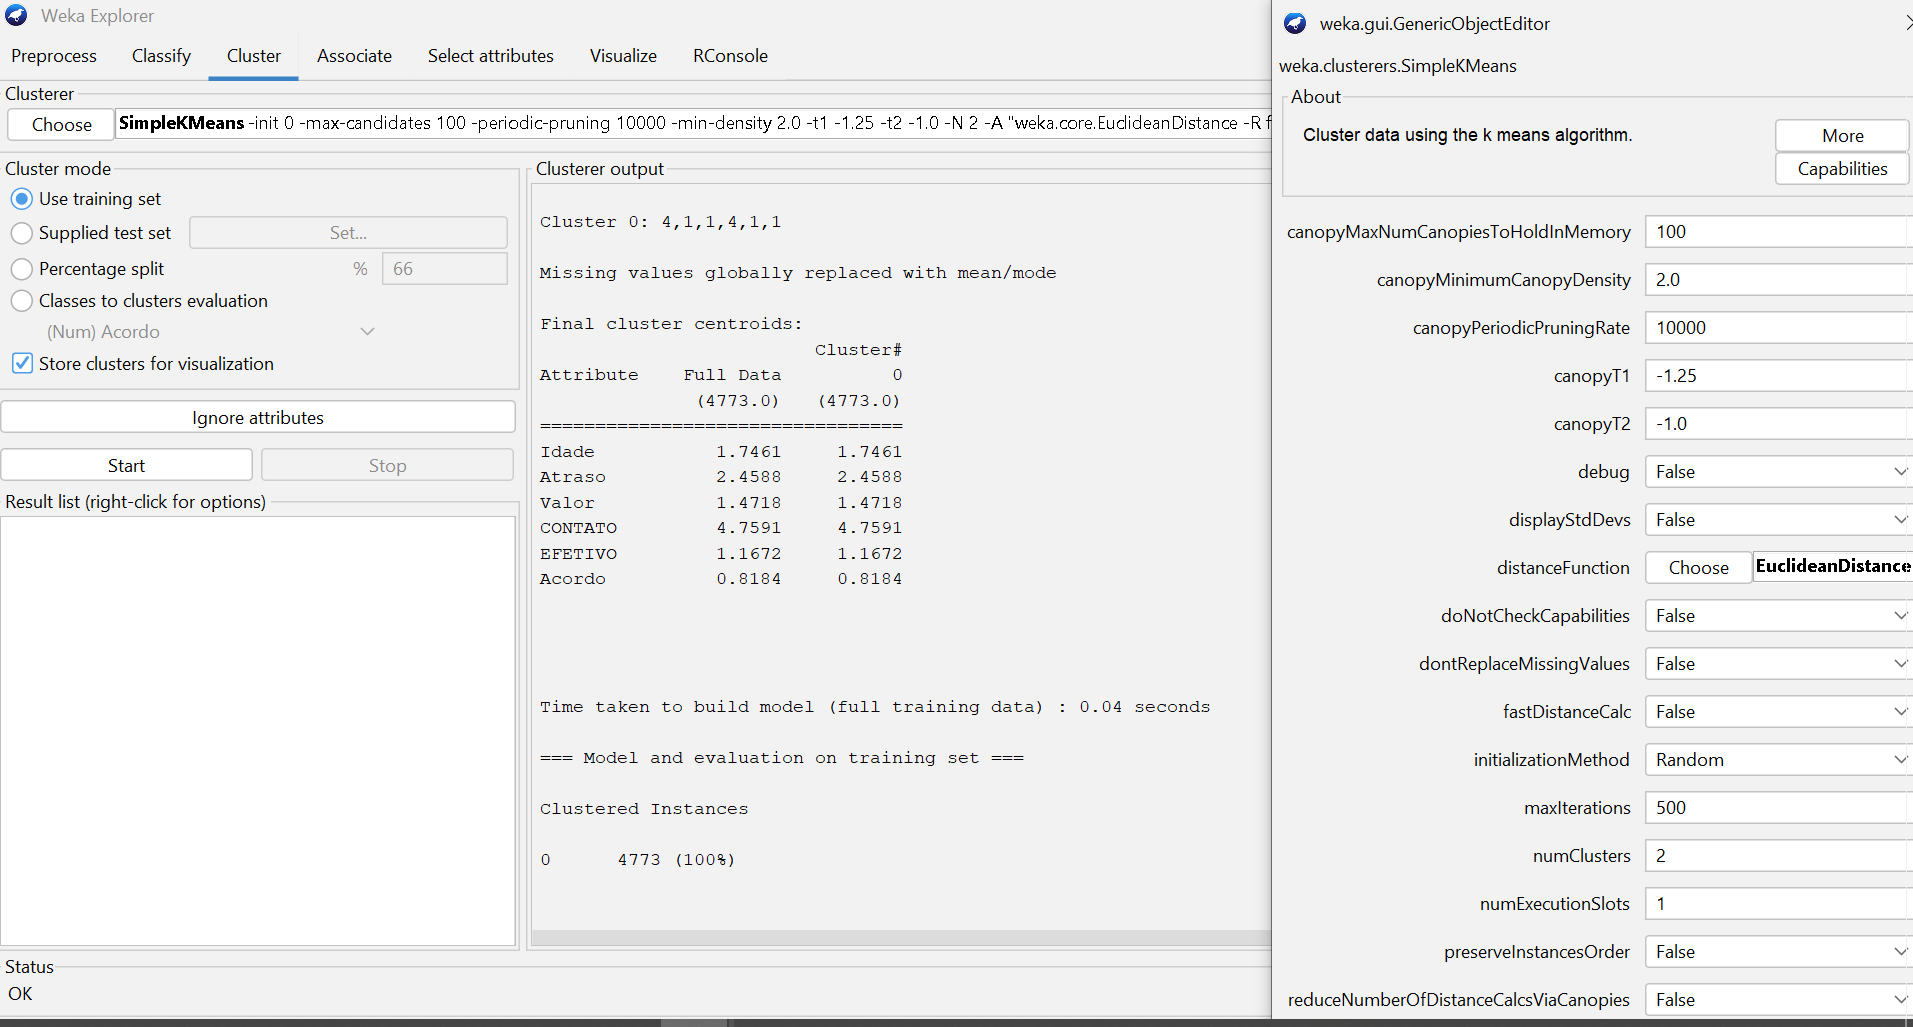 Weka Explorer
Preprocess Classify Cluster Associate Select attributes Visualize RConsole
Clusterer
Choose SimpleKMeans -init 0 -max-candidates 100 -periodic-pruning 10000 -min-density 2.0 -t1 -1.25 -t2 -1.0 -N 2 -A "weka.core.EuclideanDistance -R f
Cluster mode
Use training set
Supplied test set Set...
Percentage split % 66
Classes to clusters evaluation
(Num) Acordo
Store clusters for visualization
Ignore attributes
Start Stop
Result list (right-click for options)
Clusterer output
Cluster 0: 4,1,1,4,1,1
Missing values globally replaced with mean/mode
Final cluster centroids:
Cluster#
Attribute Full Data 0
(4773.0) (4773.0)
==================================
Idade 1.7461 1.7461
Atraso 2.4588 2.4588
Valor 1.4718 1.4718
CONTATO 4.7591 4.7591
EFETIVO 1.1672 1.1672
Acordo 0.8184 0.8184
Time taken to build model (full training data) : 0.04 seconds
=== Model and evaluation on training set ===
Clustered Instances
0 4773 (100%)
Status
OK
weka.gui.GenericObjectEditor
weka.clusterers.SimpleKMeans
About
Cluster data using the k means algorithm.
More
Capabilities
canopyMaxNumCanopiesToHoldInMemory 100
canopyMinimumCanopyDensity 2.0
canopyPeriodicPruningRate 10000
canopyT1 -1.25
canopyT2 -1.0
debug False
displayStdDevs False
distanceFunction Choose EuclideanDistance
doNotCheckCapabilities False
dontReplaceMissingValues False
fastDistanceCalc False
initializationMethod Random
maxIterations 500
numClusters 2
numExecutionSlots 1
preserveInstancesOrder False
reduceNumberOfDistanceCalcsViaCanopies False